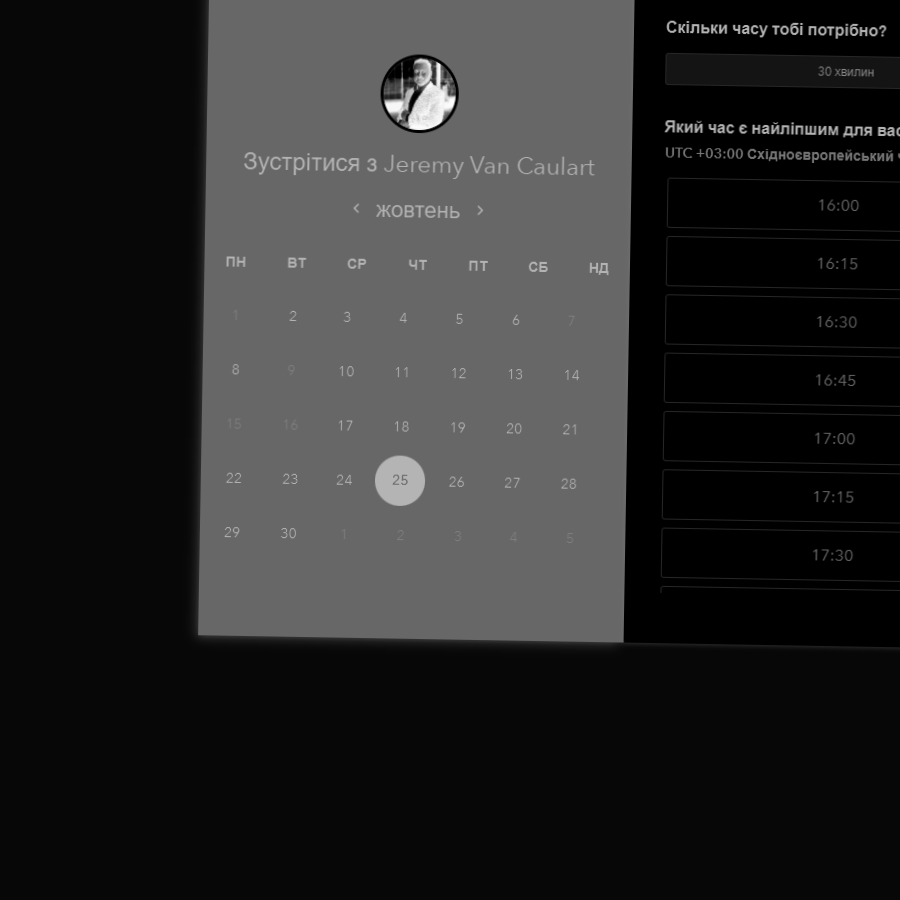 Зустрітися з Jeremy Van Caulart
‹ жовтень ›
ПН ВТ СР ЧТ ПТ СБ НД
1 2 3 4 5 6 7
8 9 10 11 12 13 14
15 16 17 18 19 20 21
22 23 24 25 26 27 28
29 30 1 2 3 4 5
Скільки часу тобі потрібно?
30 хвилин
Який час є найліпшим для вас
UTC +03:00 Східноєвропейський
16:00
16:15
16:30
16:45
17:00
17:15
17:30